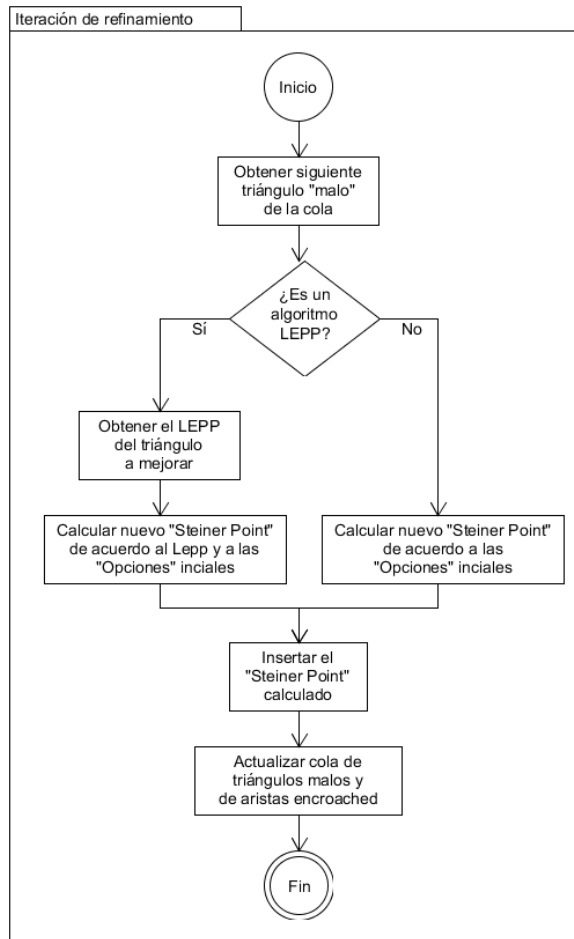 Iteración de refinamiento
Inicio
Obtener siguiente
triángulo "malo"
de la cola
¿Es un
algoritmo
LEPP?
Sí
No
Obtener el LEPP
del triángulo
a mejorar
Calcular nuevo "Steiner Point"
de acuerdo al Lepp y a las
"Opciones" inciales
Calcular nuevo "Steiner Point"
de acuerdo a las
"Opciones" inciales
Insertar el
"Steiner Point"
calculado
Actualizar cola de
triángulos malos y
de aristas encroached
Fin